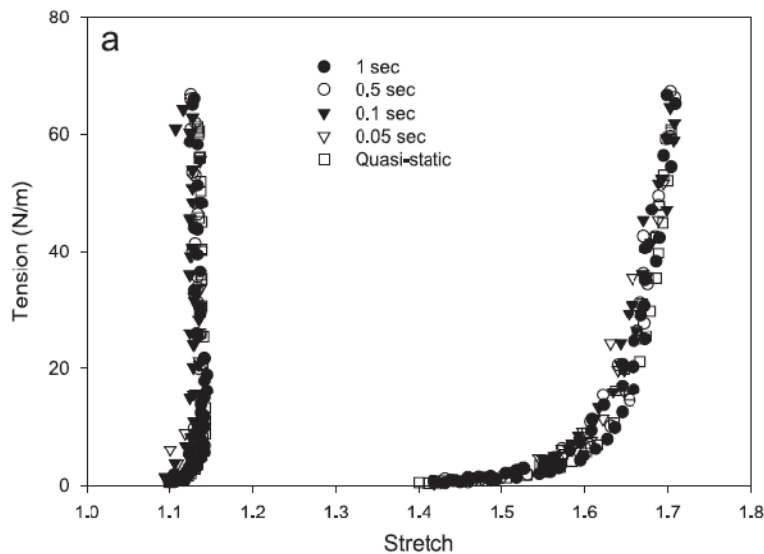 a
1 sec
0.5 sec
0.1 sec
0.05 sec
Quasi-static
80
60
40
20
0
Tension (N/m)
1.0 1.1 1.2 1.3 1.4 1.5 1.6 1.7 1.8
Stretch